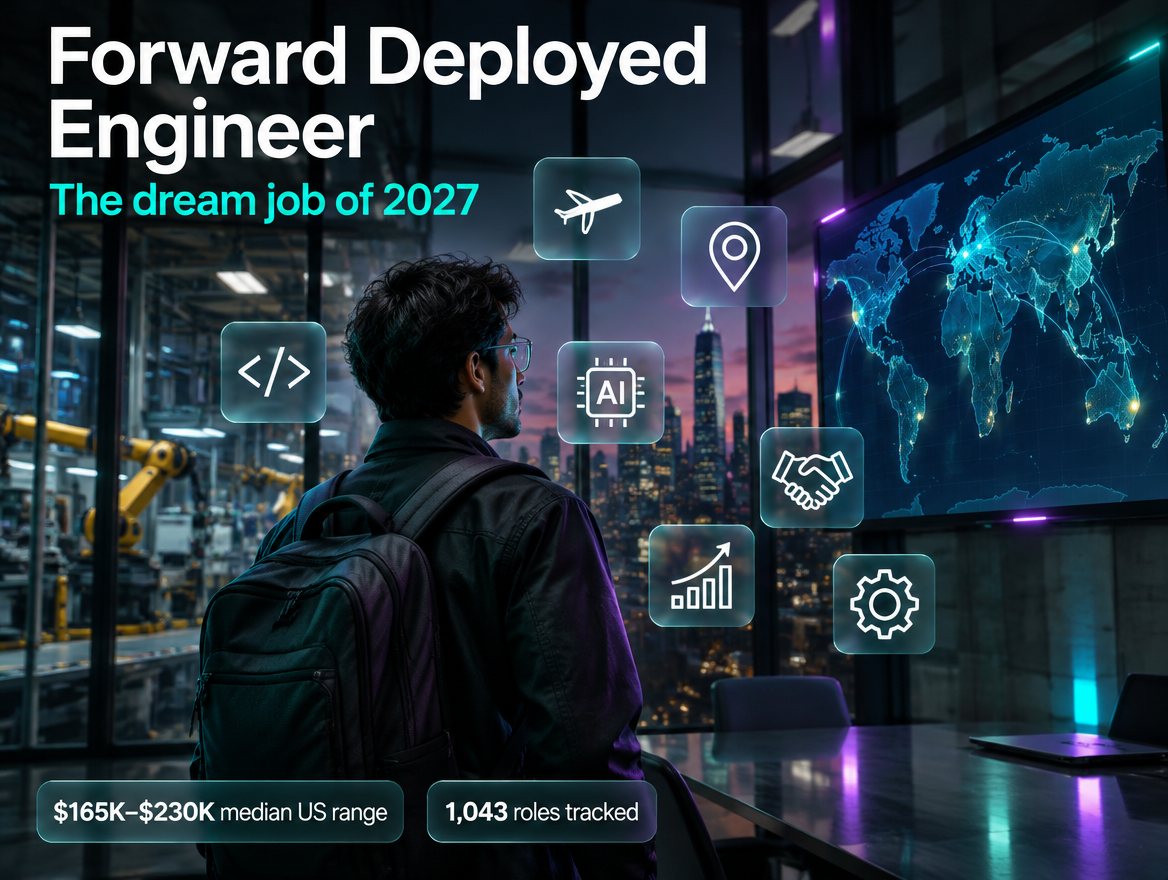 Forward Deployed
Engineer
The dream job of 2027
</>
AI
$165K–$230K median US range
1,043 roles tracked